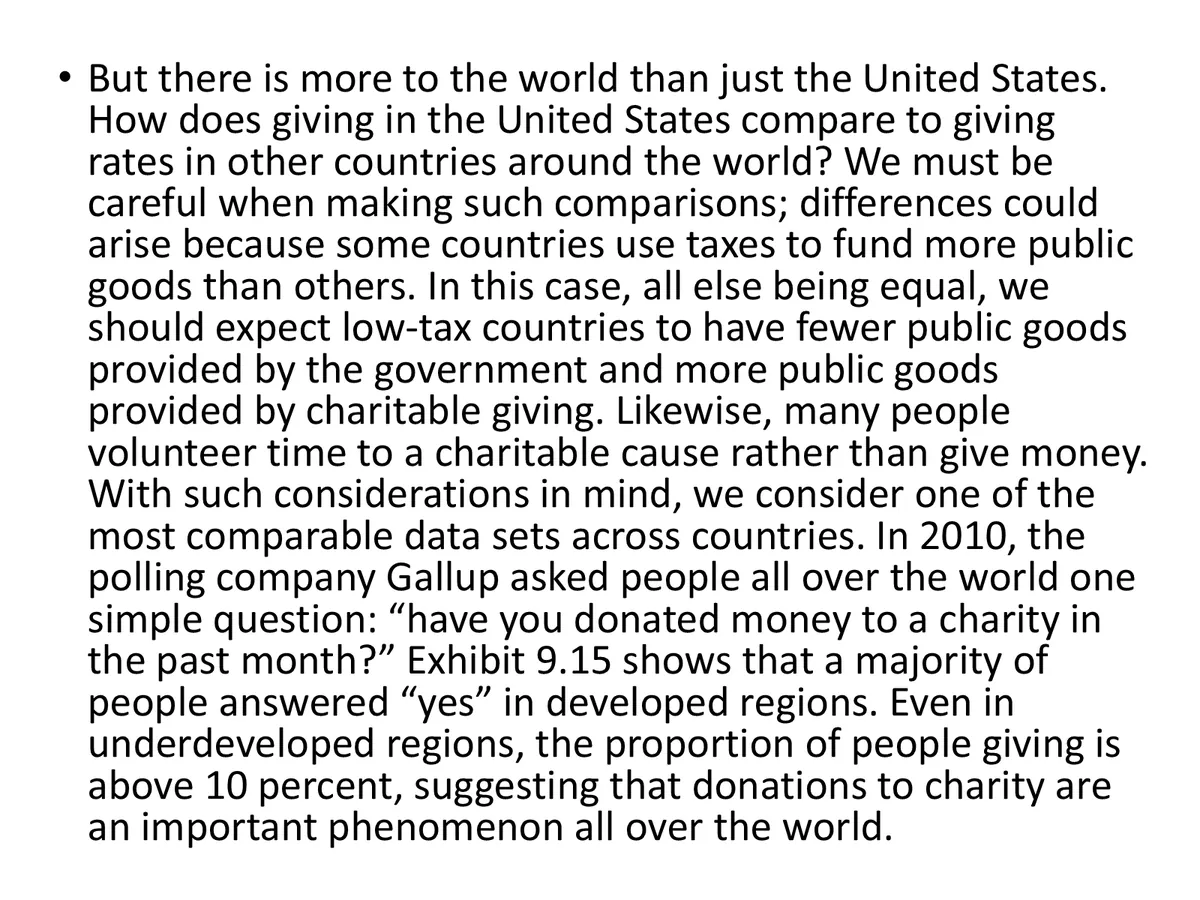 • But there is more to the world than just the United States.
How does giving in the United States compare to giving
rates in other countries around the world? We must be
careful when making such comparisons; differences could
arise because some countries use taxes to fund more public
goods than others. In this case, all else being equal, we
should expect low-tax countries to have fewer public goods
provided by the government and more public goods
provided by charitable giving. Likewise, many people
volunteer time to a charitable cause rather than give money.
With such considerations in mind, we consider one of the
most comparable data sets across countries. In 2010, the
polling company Gallup asked people all over the world one
simple question: “have you donated money to a charity in
the past month?” Exhibit 9.15 shows that a majority of
people answered “yes” in developed regions. Even in
underdeveloped regions, the proportion of people giving is
above 10 percent, suggesting that donations to charity are
an important phenomenon all over the world.